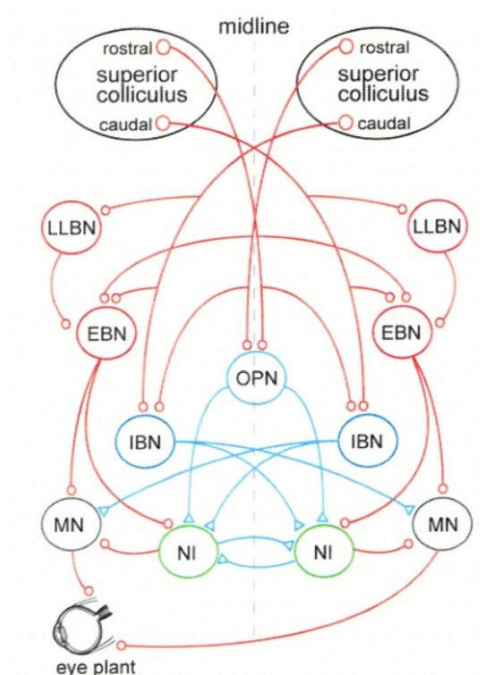 midline
rostral
superior
colliculus
caudal
rostral
superior
colliculus
caudal
LLBN
LLBN
EBN
EBN
OPN
IBN
IBN
MN
MN
NI
NI
eye plant